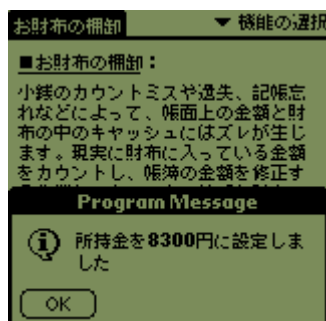 お財布の棚卸
▼ 機能の選択
■お財布の棚卸：
小銭のカウントミスや過失、記帳忘
れなどによって、帳面上の金額と財
布の中のキャッシュにはズレが生じ
ます。現実に財布に入っている金額
をカウントし、帳簿の金額を修正す
Program Message
所持金を8300円に設定しま
した
OK